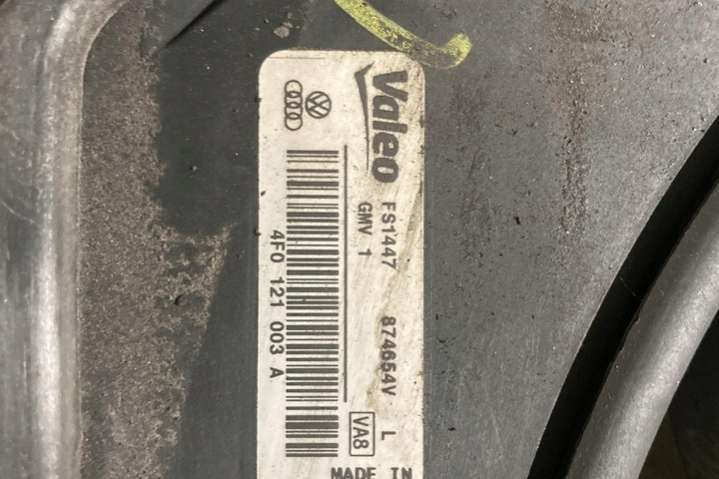 Valeo
FS1447 874654V L
GMV 1 VA8
4F0 121 003 A
MADE IN